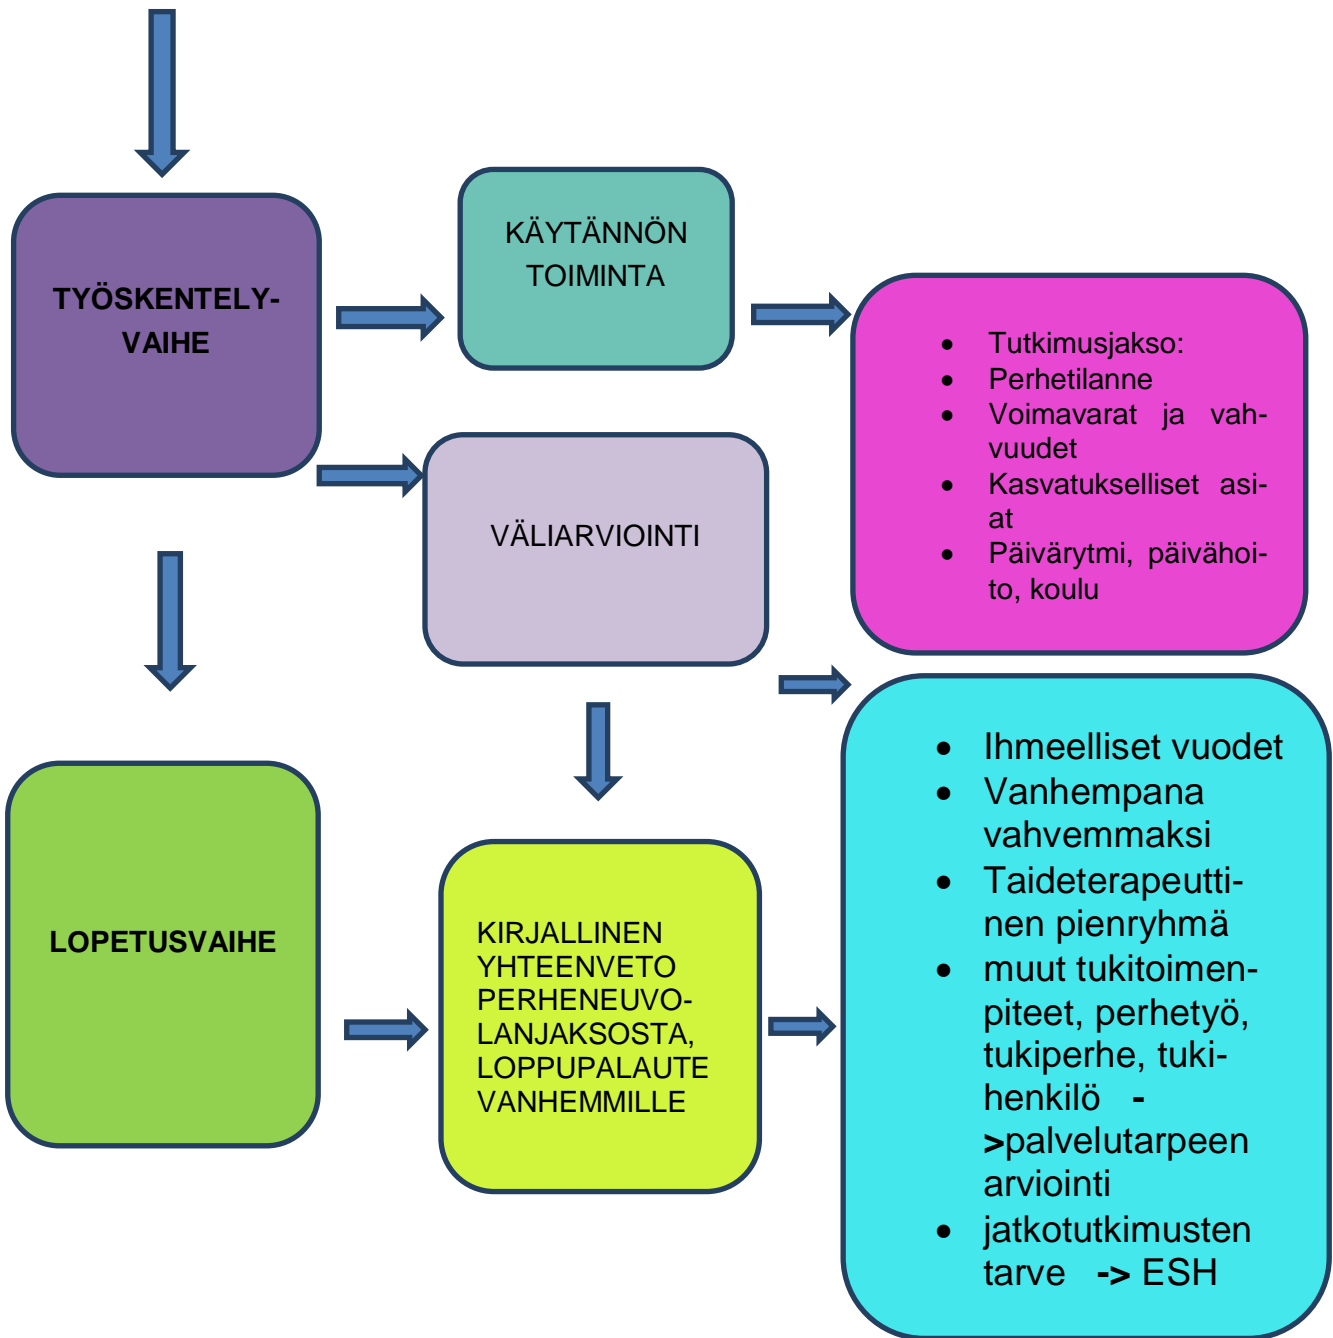 TYÖSKENTELY-
VAIHE
KÄYTÄNNÖN
TOIMINTA
• Tutkimusjakso:
• Perhetilanne
• Voimavarat ja vah-
vuudet
• Kasvatukselliset asi-
at
• Päivärytmi, päivähoi-
to, koulu
VÄLIARVIOINTI
LOPETUSVAIHE
KIRJALLINEN
YHTEENVETO
PERHENEUVO-
LANJAKSOSTA,
LOPPUPALAUTE
VANHEMMILLE
• Ihmeelliset vuodet
• Vanhempana
vahvemmaksi
• Taideterapeutti-
nen pienryhmä
• muut tukitoimen-
piteet, perhetyö,
tukiperhe, tuki-
henkilö -
>palvelutarpeen
arviointi
• jatkotutkimusten
tarve -> ESH